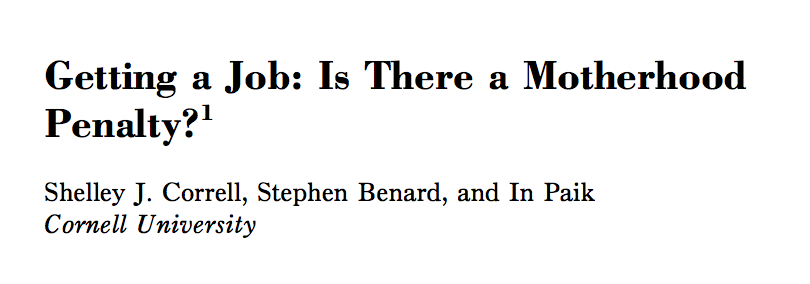 Getting a Job: Is There a Motherhood
Penalty?¹
Shelley J. Correll, Stephen Benard, and In Paik
Cornell University